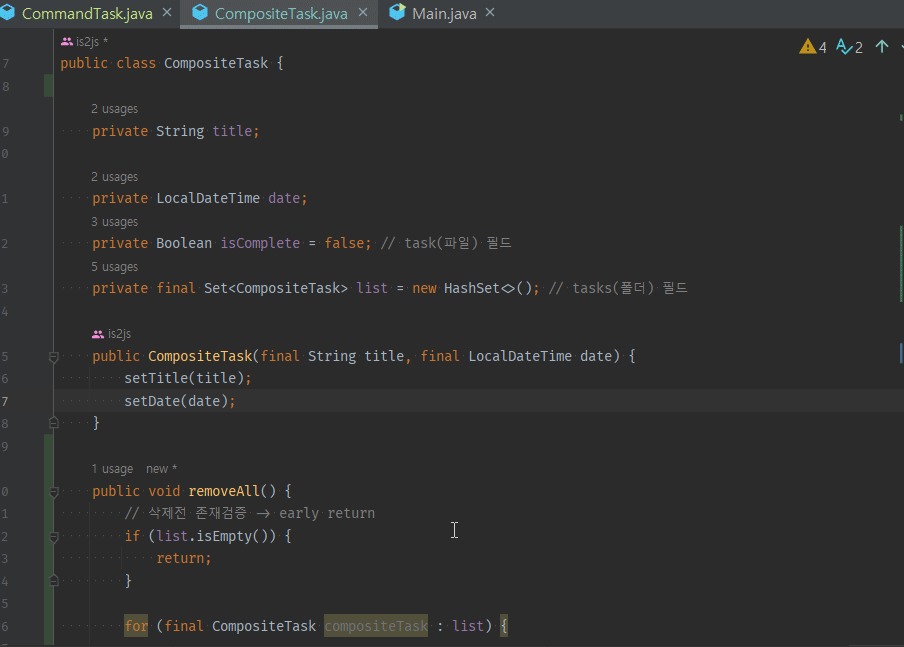 CommandTask.java × CompositeTask.java × Main.java ×
is2js *
4 2
7 public class CompositeTask {
8
2 usages
9 private String title;
0
2 usages
1 private LocalDateTime date;
3 usages
2 private Boolean isComplete = false; // task(파일) 필드
5 usages
3 private final Set<CompositeTask> list = new HashSet<>(); // tasks(폴더) 필드
4
is2js
5 public CompositeTask(final String title, final LocalDateTime date) {
6 setTitle(title);
7 setDate(date);
8 }
9
1 usage new *
0 public void removeAll() {
1 // 삭제전 존재검증 -> early return
2 if (list.isEmpty()) {
3 return;
4 }
5
6 for (final CompositeTask compositeTask : list) {